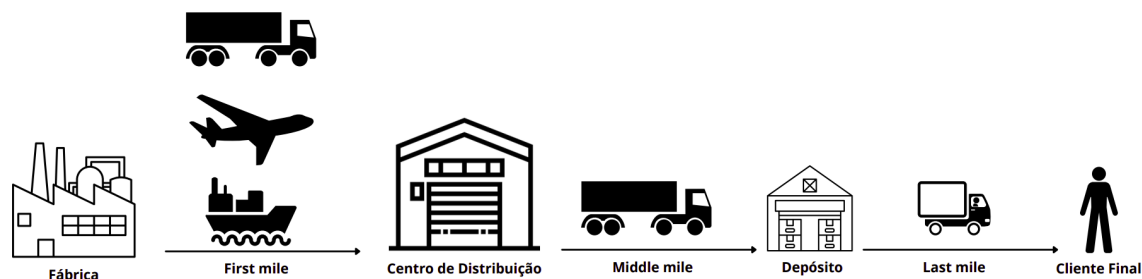 Fábrica
First mile
Centro de Distribuição
Middle mile
Depósito
Last mile
Cliente Final